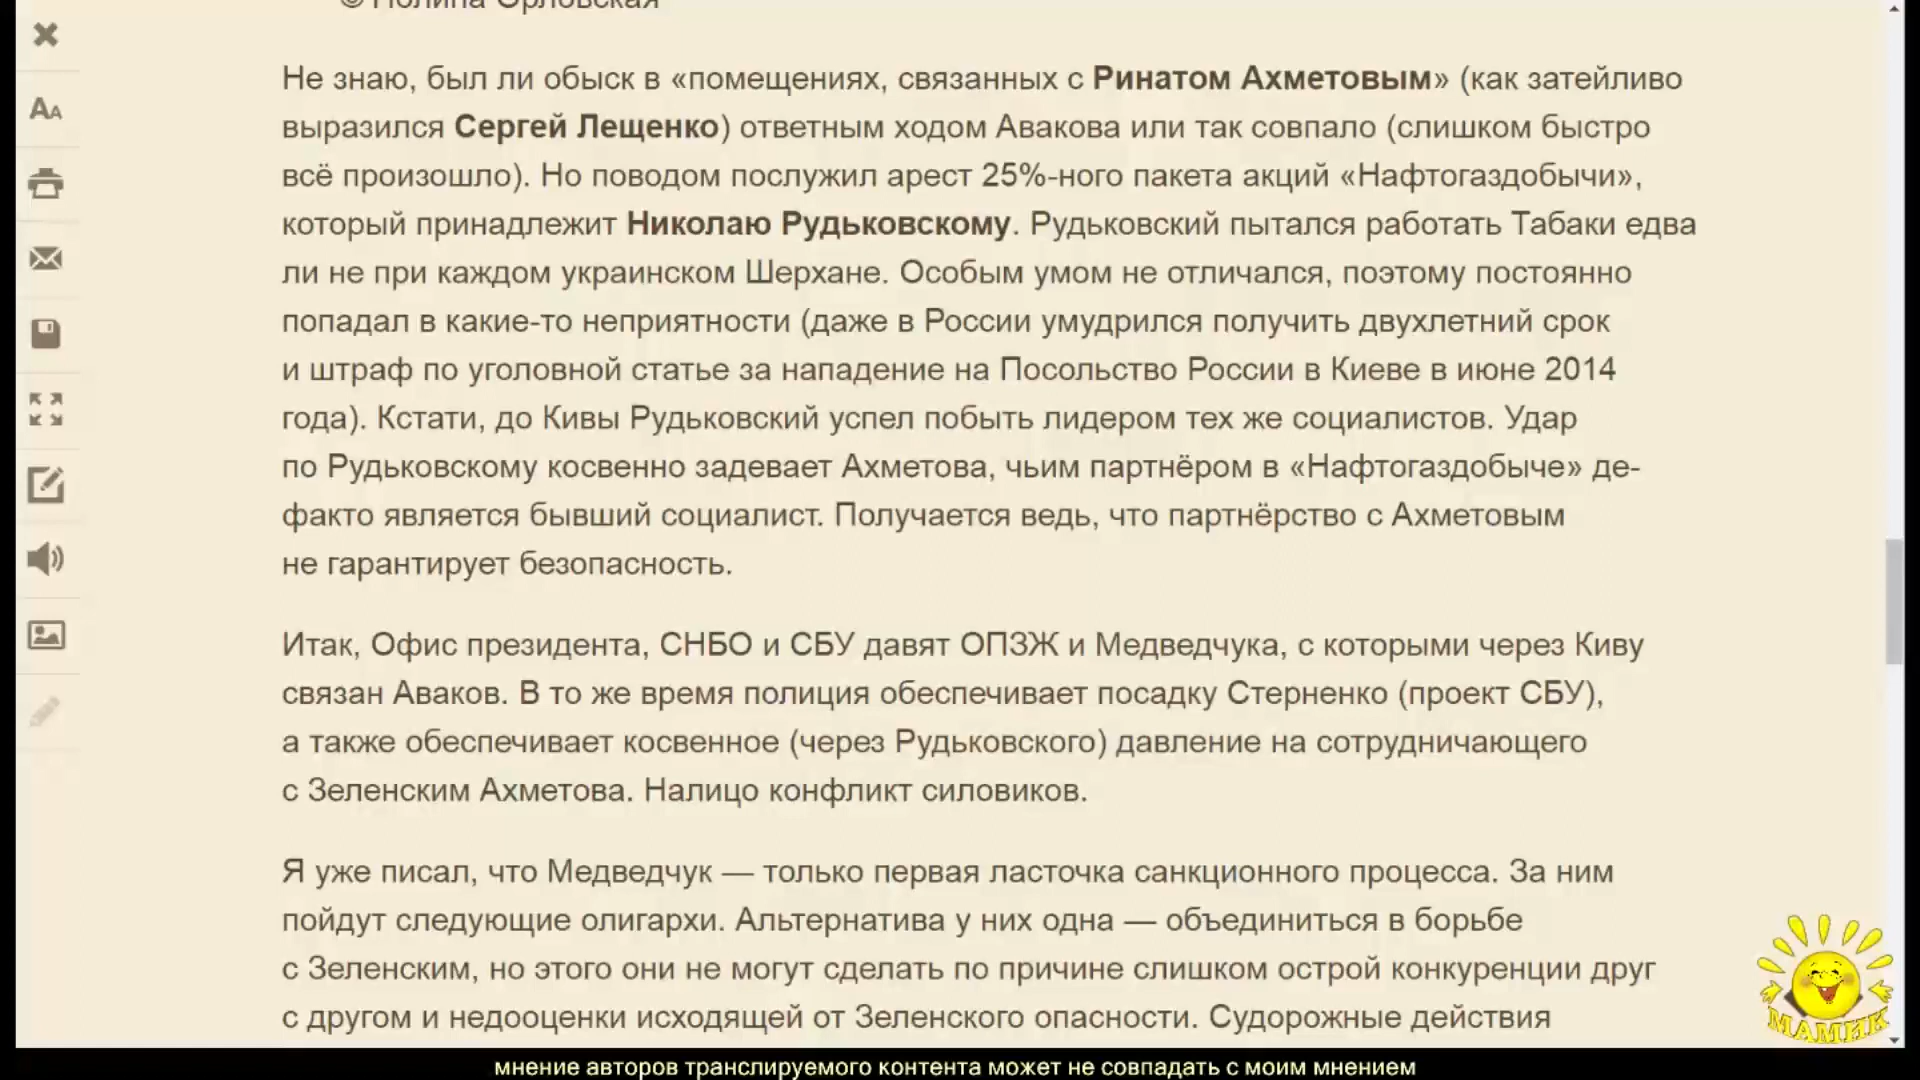 © Полина Орловская
Не знаю, был ли обыск в «помещениях, связанных с Ринатом Ахметовым» (как затейливо
выразился Сергей Лещенко) ответным ходом Авакова или так совпало (слишком быстро
всё произошло). Но поводом послужил арест 25%-ного пакета акций «Нафтогаздобычи»,
который принадлежит Николаю Рудьковскому. Рудьковский пытался работать Табаки едва
ли не при каждом украинском Шерхане. Особым умом не отличался, поэтому постоянно
попадал в какие-то неприятности (даже в России умудрился получить двухлетний срок
и штраф по уголовной статье за нападение на Посольство России в Киеве в июне 2014
года). Кстати, до Кивы Рудьковский успел побыть лидером тех же социалистов. Удар
по Рудьковскому косвенно задевает Ахметова, чьим партнёром в «Нафтогаздобыче» де-
факто является бывший социалист. Получается ведь, что партнёрство с Ахметовым
не гарантирует безопасность.
Итак, Офис президента, СНБО и СБУ давят ОПЗЖ и Медведчука, с которыми через Киву
связан Аваков. В то же время полиция обеспечивает посадку Стерненко (проект СБУ),
а также обеспечивает косвенное (через Рудьковского) давление на сотрудничающего
с Зеленским Ахметова. Налицо конфликт силовиков.
Я уже писал, что Медведчук — только первая ласточка санкционного процесса. За ним
пойдут следующие олигархи. Альтернатива у них одна — объединиться в борьбе
с Зеленским, но этого они не могут сделать по причине слишком острой конкуренции друг
с другом и недооценки исходящей от Зеленского опасности. Судорожные действия
МАМИК
мнение авторов транслируемого контента может не совпадать с моим мнением